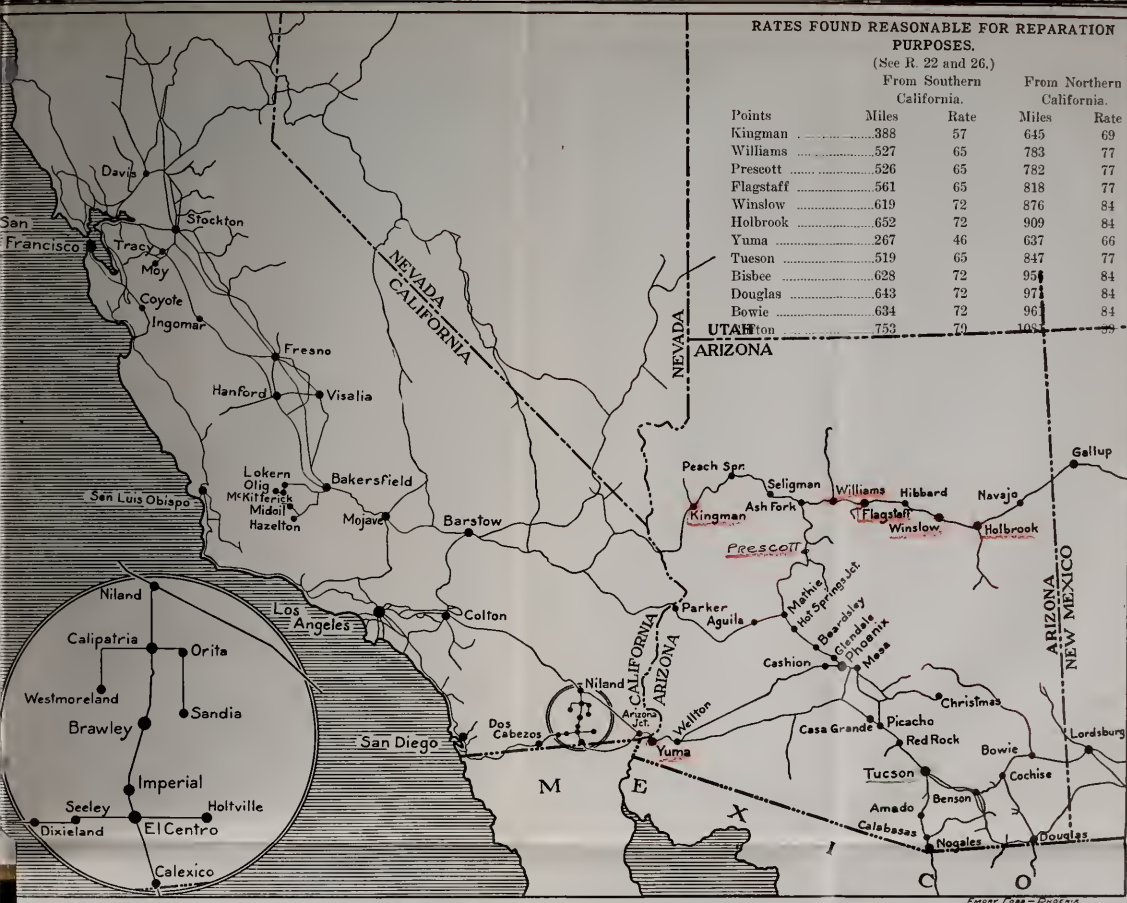 RATES FOUND REASONABLE FOR REPARATION
PURPOSES.
(See R. 22 and 26.)
From Southern From Northern
California. California.
Points Miles Rate Miles Rate
Kingman 388 57 645 69
Williams 527 65 783 77
Prescott 526 65 782 77
Flagstaff 561 65 818 77
Winslow 619 72 876 84
Holbrook 652 72 909 84
Yuma 267 46 637 66
Tucson 519 65 847 77
Bisbee 628 72 84
Douglas 643 72 84
Bowie 634 72 84
753 79
UTAH
ARIZONA
NEVADA
NEVADA
CALIFORNIA
Davis
San
Francisco
Stockton
Tracy
Moy
Coyote
Ingomar
Fresno
Hanford
Visalia
Lokern
Olig
McKitterick
Midoil
Hazelton
Bakersfield
San Luis Obispo
Mojave
Barstow
Peach Spr.
Seligman
Kingman
Ash Fork
Williams
Flagstaff
Hibbard
Winslow
Navajo
Holbrook
Gallup
PRESCOTT
ARIZONA
NEW MEXICO
Mathie
Hot Springs Jct.
Beardsley
Glendale
Phoenix
Mesa
Parker
Aguila
Cashion
CALIFORNIA
ARIZONA
Los
Angeles
Colton
Niland
Arizona
Jct.
Wellton
Yuma
Dos
Cabezos
San Diego
Christmas
Casa Grande
Picacho
Red Rock
Bowie
Lordsburg
Tucson
Cochise
Benson
Amado
Calabasas
Nogales
Douglas
M E X I C O
Niland
Calipatria
Orita
Westmoreland
Sandia
Brawley
Imperial
Seeley
Holtville
Dixieland
El Centro
Calexico